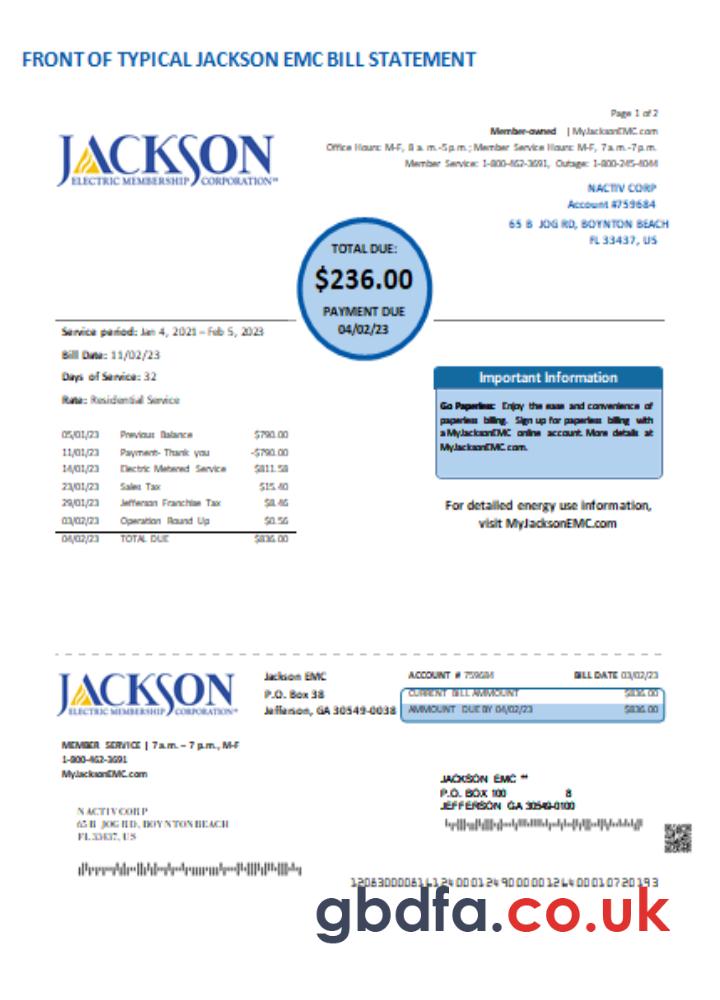 FRONT OF TYPICAL JACKSON EMC BILL STATEMENT
Page 1 of 2
Member-owned | MyJacksonEMC.com
Office Hours: M-F, 8 a. m.-5 p.m.; Member Service Hours: M-F, 7 a.m.-7 p.m.
Member Service: 1-800-462-3691, Outage: 1-800-245-4044
JACKSON
ELECTRIC MEMBERSHIP CORPORATION℠
NACTIV CORP
Account #759684
65 B JOG RD, BOYNTON BEACH
FL 33437, US
TOTAL DUE:
$236.00
PAYMENT DUE
04/02/23
Service period: Jan 4, 2021 – Feb 5, 2023
Bill Date: 11/02/23
Days of Service: 32
Rate: Residential Service
Important Information
Go Paperless: Enjoy the ease and convenience of
paperless billing. Sign up for paperless billing with
a MyJacksonEMC online account. More details at
MyJacksonEMC.com.
05/01/23 Previous Balance $790.00
11/01/23 Payment- Thank you -$790.00
14/01/23 Electric Metered Service $811.58
23/01/23 Sales Tax $15.40
29/01/23 Jefferson Franchise Tax $8.46
03/02/23 Operation Round Up $0.56
04/02/23 TOTAL DUE $836.00
For detailed energy use information,
visit MyJacksonEMC.com
JACKSON
ELECTRIC MEMBERSHIP CORPORATION℠
Jackson EMC
P.O. Box 38
Jefferson, GA 30549-0038
ACCOUNT # 759684 BILL DATE 03/02/23
CURRENT BILL AMMOUNT $836.00
AMMOUNT DUE BY 04/02/23 $836.00
MEMBER SERVICE | 7 a.m. – 7 p.m., M-F
1-800-462-3691
MyJacksonEMC.com
JACKSON EMC **
P.O. BOX 100 8
JEFFERSON GA 30549-0100
NACTIV CORP
65 B JOG RD, BOYNTON BEACH
FL 33437, US
gbdfa.co.uk